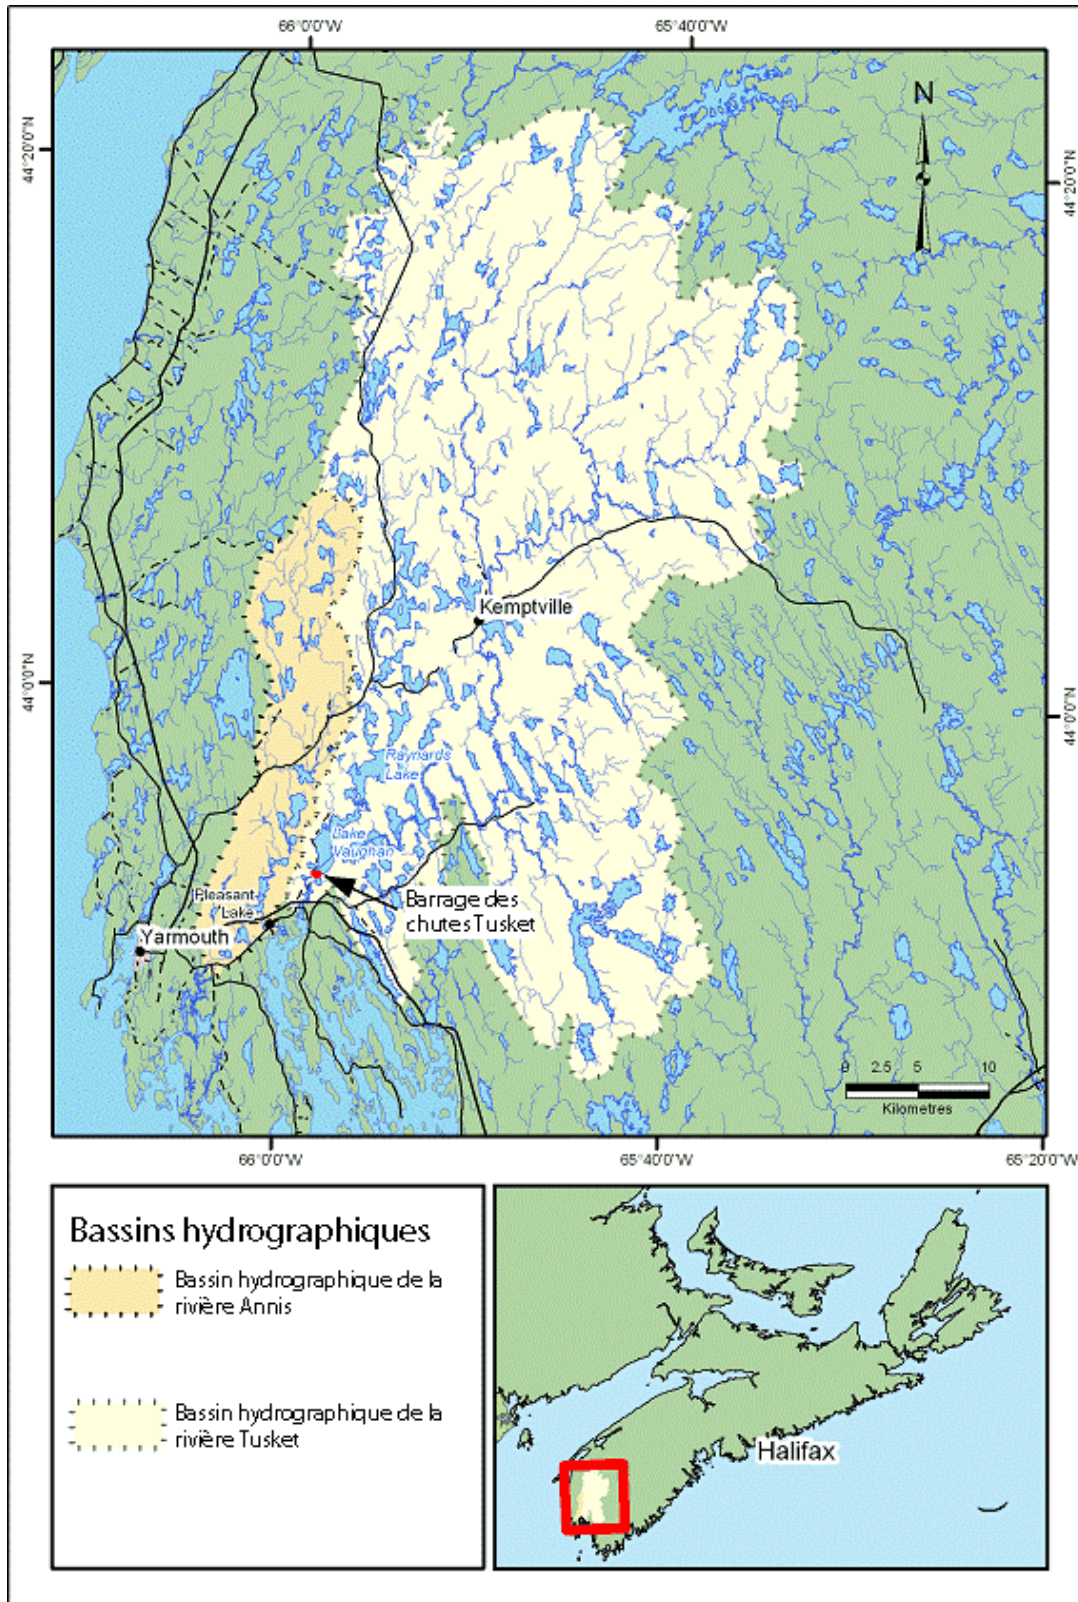 66°0'0"W
65°40'0"W
44°20'0"N
44°20'0"N
N
Kemptville
44°0'0"N
44°0'0"N
Raynards
Lake
Lake
Vaughan
Pleasant
Lake
Barrage des
chutes Tusket
Yarmouth
0 2.5 5 10
Kilometres
66°0'0"W
65°40'0"W
65°20'0"W
Bassins hydrographiques
Bassin hydrographique de la
rivière Annis
Bassin hydrographique de la
rivière Tusket
Halifax